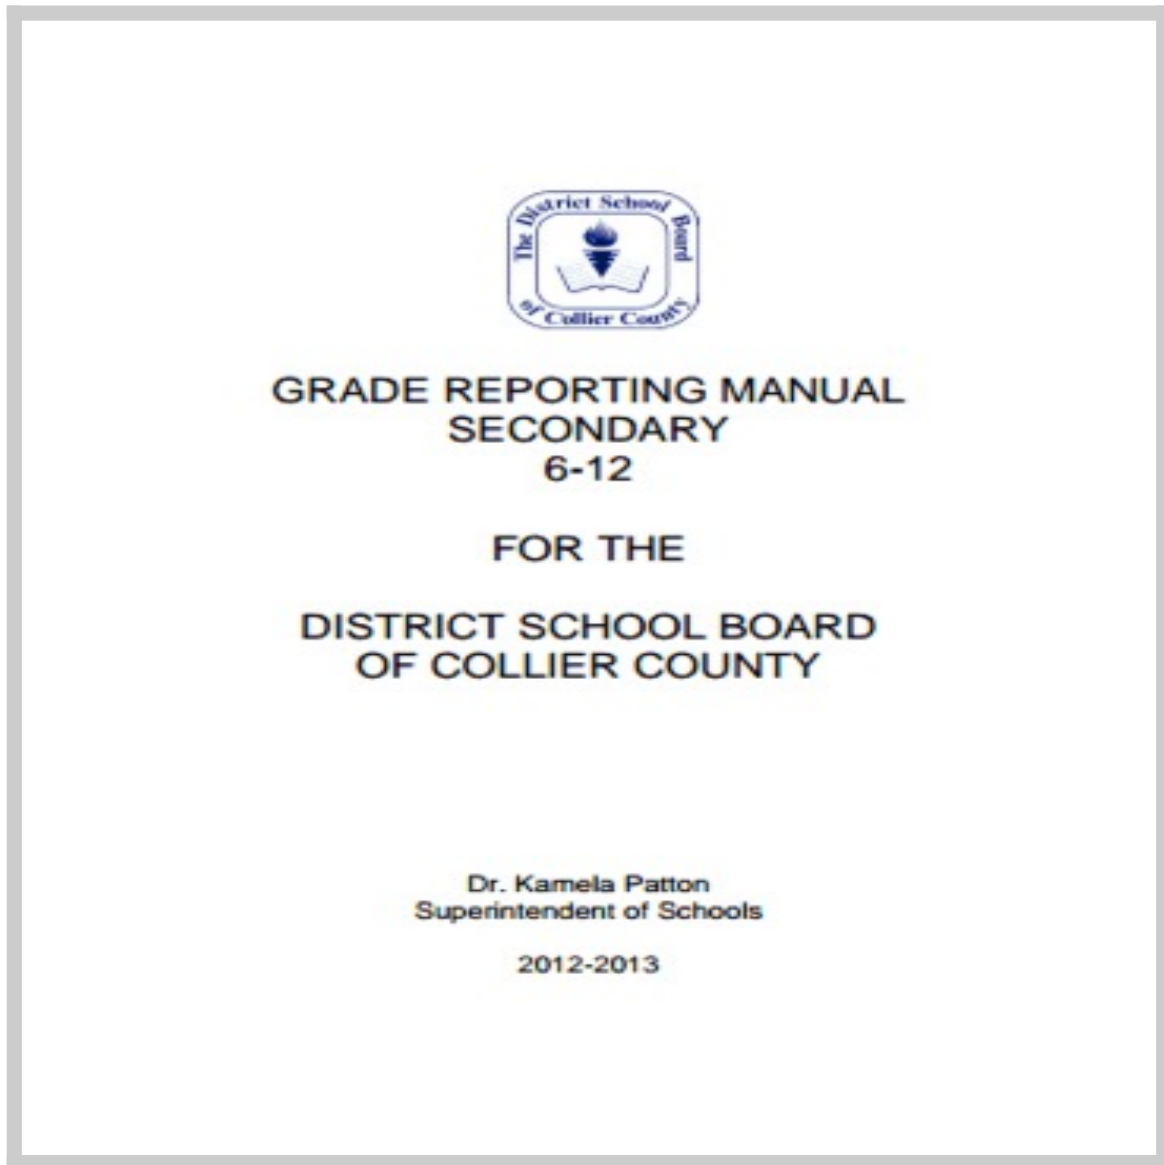 The District School Board
of Collier County
GRADE REPORTING MANUAL
SECONDARY
6-12
FOR THE
DISTRICT SCHOOL BOARD
OF COLLIER COUNTY
Dr. Kamela Patton
Superintendent of Schools
2012-2013